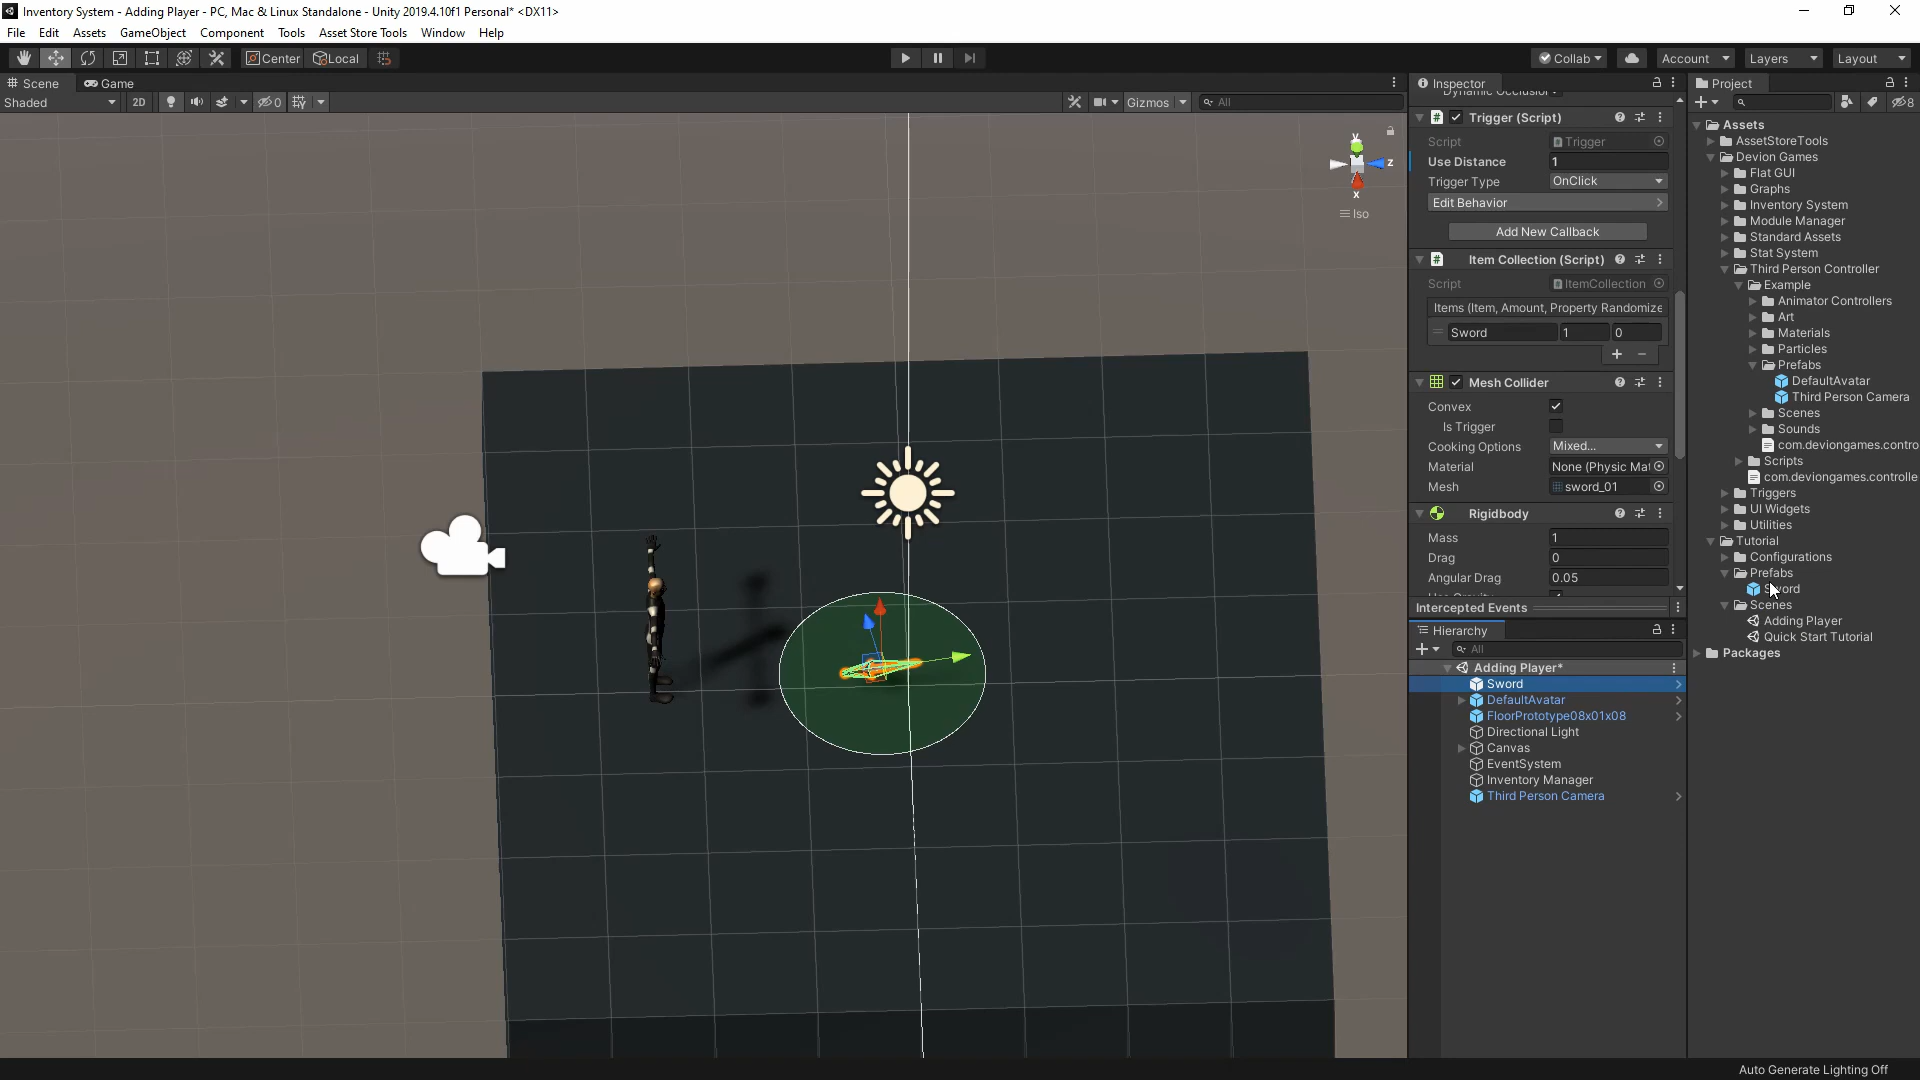 Inventory System - Adding Player - PC, Mac & Linux Standalone - Unity 2019.4.10f1 Personal* <DX11>
File Edit Assets GameObject Component Tools Asset Store Tools Window Help
Center Local Collab Account Layers Layout
Scene Game
Shaded 2D 0 Gizmos All
y
z
x
Iso
Inspector
Trigger (Script)
Script Trigger
Use Distance 1
Trigger Type OnClick
Edit Behavior
Add New Callback
Item Collection (Script)
Script ItemCollection
Items (Item, Amount, Property Randomize
Sword 1 0
Mesh Collider
Convex
Is Trigger
Cooking Options Mixed...
Material None (Physic Mat
Mesh sword_01
Rigidbody
Mass 1
Drag 0
Angular Drag 0.05
Intercepted Events
Hierarchy
All
Adding Player*
Sword
DefaultAvatar
FloorPrototype08x01x08
Directional Light
Canvas
EventSystem
Inventory Manager
Third Person Camera
Project
8
Assets
AssetStoreTools
Devion Games
Flat GUI
Graphs
Inventory System
Module Manager
Standard Assets
Stat System
Third Person Controller
Example
Animator Controllers
Art
Materials
Particles
Prefabs
DefaultAvatar
Third Person Camera
Scenes
Sounds
com.deviongames.contro
Scripts
com.deviongames.controlle
Triggers
UI Widgets
Utilities
Tutorial
Configurations
Prefabs
Sword
Scenes
Adding Player
Quick Start Tutorial
Packages
Auto Generate Lighting Off